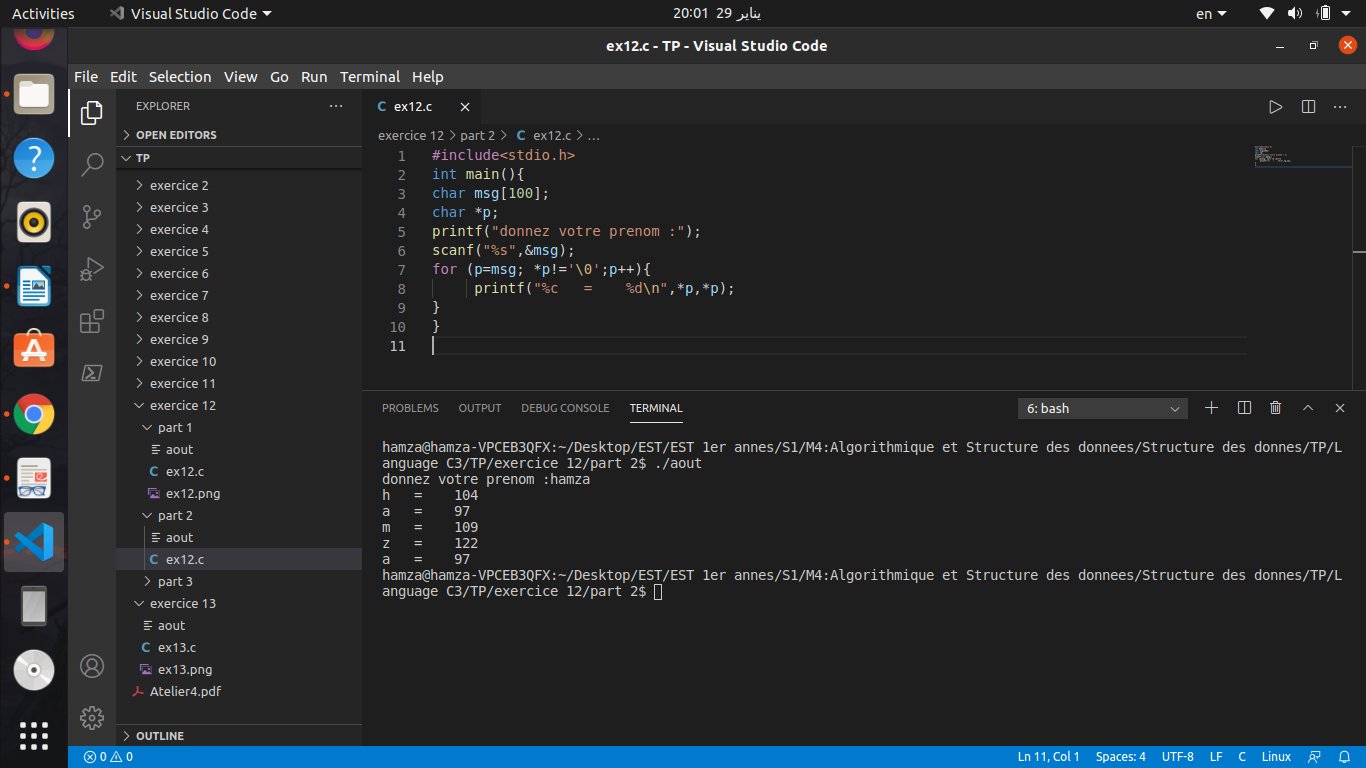 Activities
Visual Studio Code
20:01 29 يناير
en
ex12.c - TP - Visual Studio Code
File Edit Selection View Go Run Terminal Help
EXPLORER
OPEN EDITORS
TP
exercice 2
exercice 3
exercice 4
exercice 5
exercice 6
exercice 7
exercice 8
exercice 9
exercice 10
exercice 11
exercice 12
part 1
aout
C ex12.c
ex12.png
part 2
aout
C ex12.c
part 3
exercice 13
aout
C ex13.c
ex13.png
Atelier4.pdf
OUTLINE
C ex12.c
exercice 12 > part 2 > C ex12.c > ...
1 #include<stdio.h>
2 int main(){
3 char msg[100];
4 char *p;
5 printf("donnez votre prenom :");
6 scanf("%s",&msg);
7 for (p=msg; *p!='\0';p++){
8 printf("%c   =    %d\n",*p,*p);
9 }
10 }
11
PROBLEMS OUTPUT DEBUG CONSOLE TERMINAL
6: bash
hamza@hamza-VPCEB3QFX:~/Desktop/EST/EST 1er annes/S1/M4:Algorithmique et Structure des donnees/Structure des donnes/TP/L
anguage C3/TP/exercice 12/part 2$ ./aout
donnez votre prenom :hamza
h   =    104
a   =    97
m   =    109
z   =    122
a   =    97
hamza@hamza-VPCEB3QFX:~/Desktop/EST/EST 1er annes/S1/M4:Algorithmique et Structure des donnees/Structure des donnes/TP/L
anguage C3/TP/exercice 12/part 2$
0 0
Ln 11, Col 1 Spaces: 4 UTF-8 LF C Linux